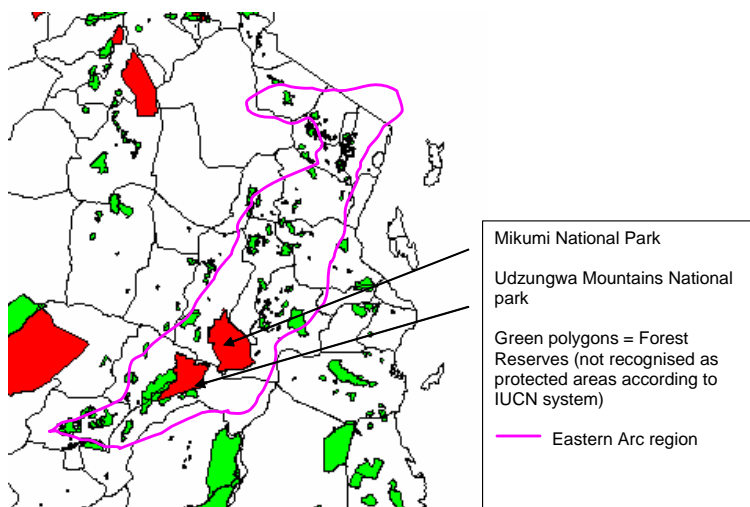 Mikumi National Park
Udzungwa Mountains National
park
Green polygons = Forest
Reserves (not recognised as
protected areas according to
IUCN system)
Eastern Arc region